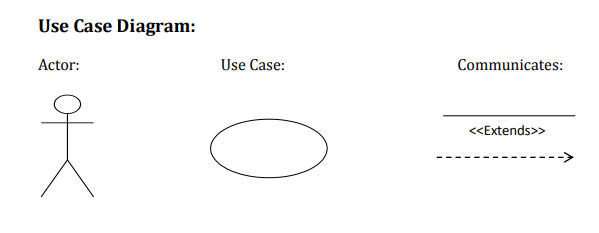 Use Case Diagram:
Actor:
Use Case:
Communicates:
<<Extends>>